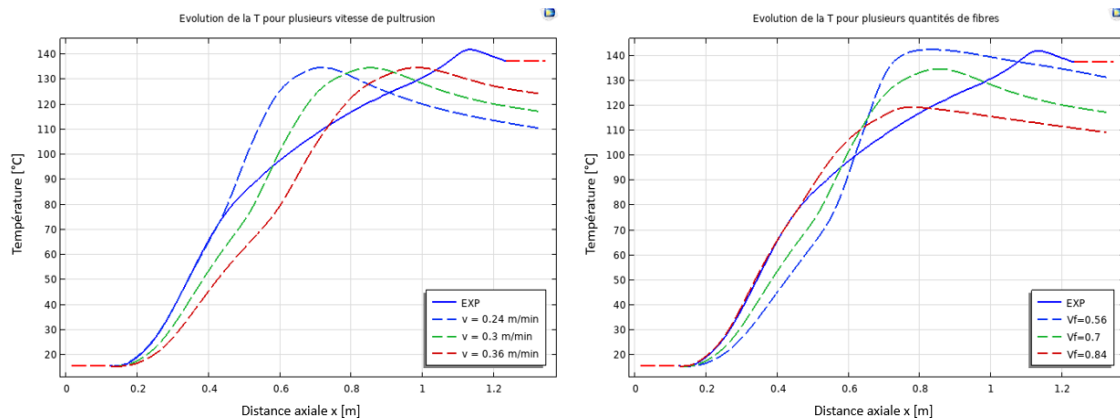 Evolution de la T pour plusieurs vitesse de pultrusion
140
130
120
110
100
90
80
70
60
50
40
30
20
Température [°C]
EXP
v = 0.24 m/min
v = 0.3 m/min
v = 0.36 m/min
0 0.2 0.4 0.6 0.8 1 1.2
Distance axiale x [m]
Evolution de la T pour plusieurs quantités de fibres
140
130
120
110
100
90
80
70
60
50
40
30
20
Température [°C]
EXP
Vf=0.56
Vf=0.7
Vf=0.84
0 0.2 0.4 0.6 0.8 1 1.2
Distance axiale x [m]